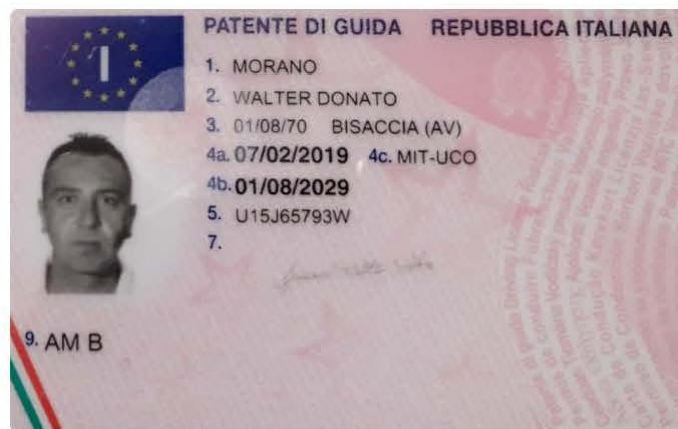 PATENTE DI GUIDA REPUBBLICA ITALIANA
I
1. MORANO
2. WALTER DONATO
3. 01/08/70 BISACCIA (AV)
4a. 07/02/2019 4c. MIT-UCO
4b. 01/08/2029
5. U15J65793W
7.
9. AM B